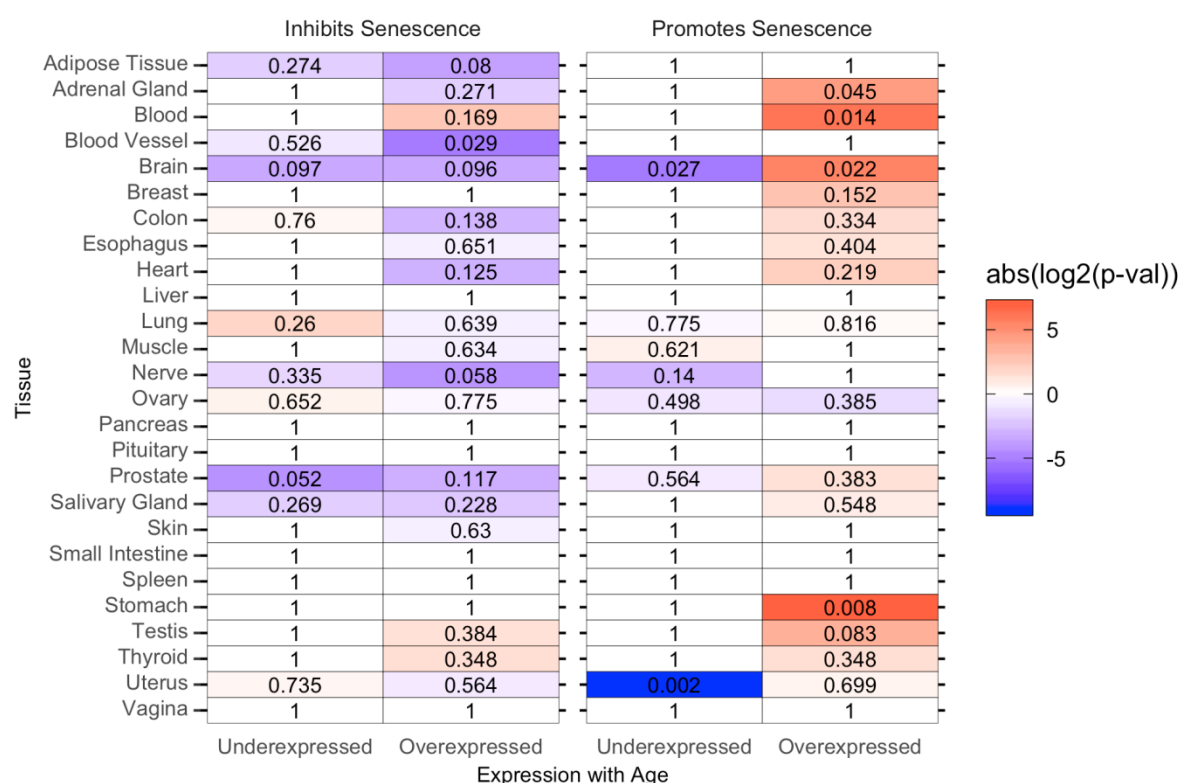 Inhibits Senescence Promotes Senescence
Adipose Tissue 0.274 0.08 1 1
Adrenal Gland 1 0.271 1 0.045
Blood 1 0.169 1 0.014
Blood Vessel 0.526 0.029 1 1
Brain 0.097 0.096 0.027 0.022
Breast 1 1 1 0.152
Colon 0.76 0.138 1 0.334
Esophagus 1 0.651 1 0.404
Heart 1 0.125 1 0.219
Liver 1 1 1 1
Lung 0.26 0.639 0.775 0.816
Muscle 1 0.634 0.621 1
Nerve 0.335 0.058 0.14 1
Ovary 0.652 0.775 0.498 0.385
Pancreas 1 1 1 1
Pituitary 1 1 1 1
Prostate 0.052 0.117 0.564 0.383
Salivary Gland 0.269 0.228 1 0.548
Skin 1 0.63 1 1
Small Intestine 1 1 1 1
Spleen 1 1 1 1
Stomach 1 1 1 0.008
Testis 1 0.384 1 0.083
Thyroid 1 0.348 1 0.348
Uterus 0.735 0.564 0.002 0.699
Vagina 1 1 1 1
Underexpressed Overexpressed Underexpressed Overexpressed
Expression with Age
Tissue
abs(log2(p-val))
5
0
-5